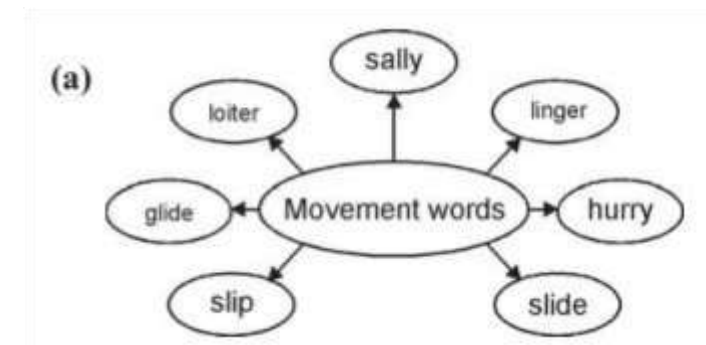 (a)
sally
loiter
linger
glide
Movement words
hurry
slip
slide